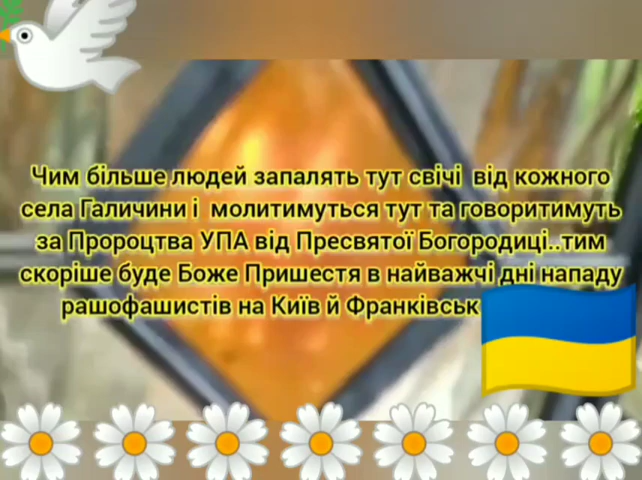 Чим більше людей запалять тут свічі від кожного
села Галичини і молитимуться тут та говоритимуть
за Пророцтва УПА від Пресвятої Богородиці..тим
скоріше буде Боже Пришестя в найважчі дні нападу
рашофашистів на Київ й Франківськ